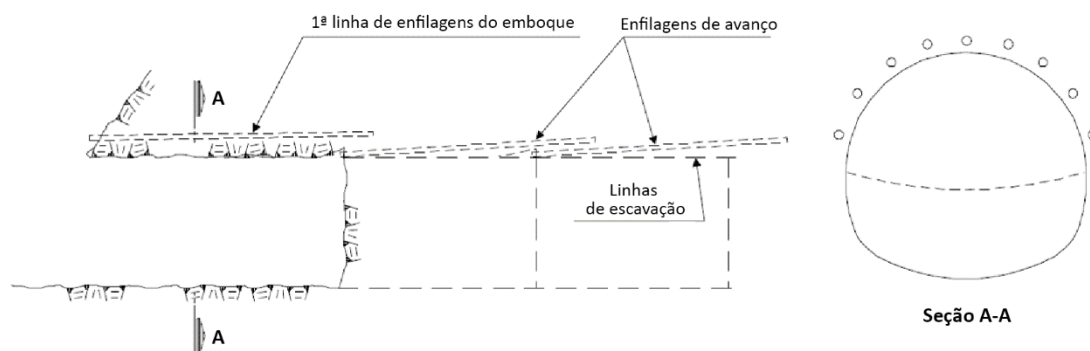 1ª linha de enfilagens do emboque
Enfilagens de avanço
A
Linhas
de escavação
A
Seção A-A